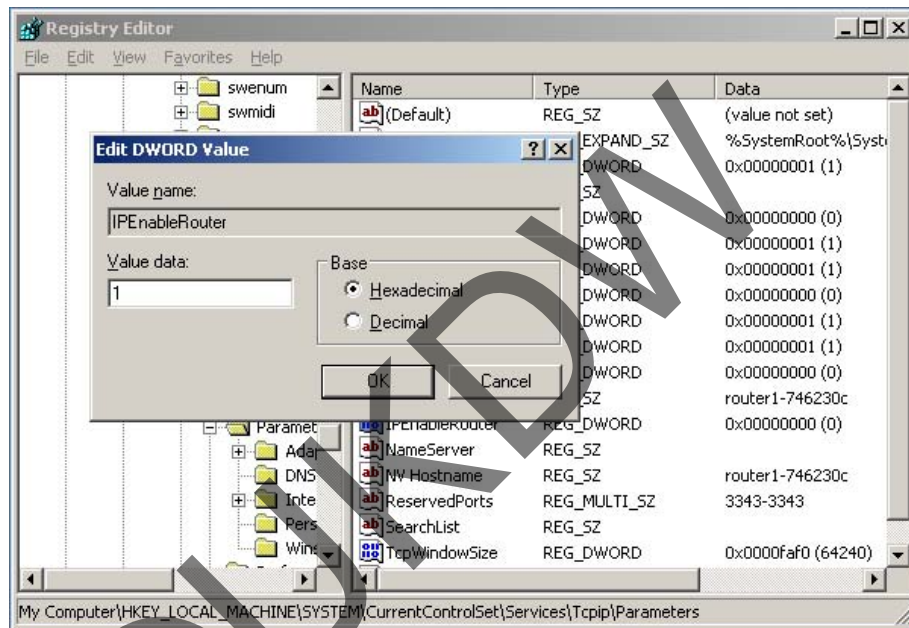 Registry Editor
File Edit View Favorites Help
swenum
swmidi
Name Type Data
(Default) REG_SZ (value not set)
EXPAND_SZ %SystemRoot%\Syst
DWORD 0x00000001 (1)
SZ
DWORD 0x00000000 (0)
DWORD 0x00000001 (1)
DWORD 0x00000001 (1)
DWORD 0x00000000 (0)
DWORD 0x00000001 (1)
DWORD 0x00000001 (1)
DWORD 0x00000000 (0)
SZ router1-746230c
IPEnableRouter REG_DWORD 0x00000000 (0)
NameServer REG_SZ
NV Hostname REG_SZ router1-746230c
ReservedPorts REG_MULTI_SZ 3343-3343
SearchList REG_SZ
TcpWindowSize REG_DWORD 0x0000faf0 (64240)
Edit DWORD Value
Value name:
IPEnableRouter
Value data:
1
Base
Hexadecimal
Decimal
OK Cancel
Paramet
Adap
DNS
Inte
Pers
Wins
My Computer\HKEY_LOCAL_MACHINE\SYSTEM\CurrentControlSet\Services\Tcpip\Parameters
UKDW